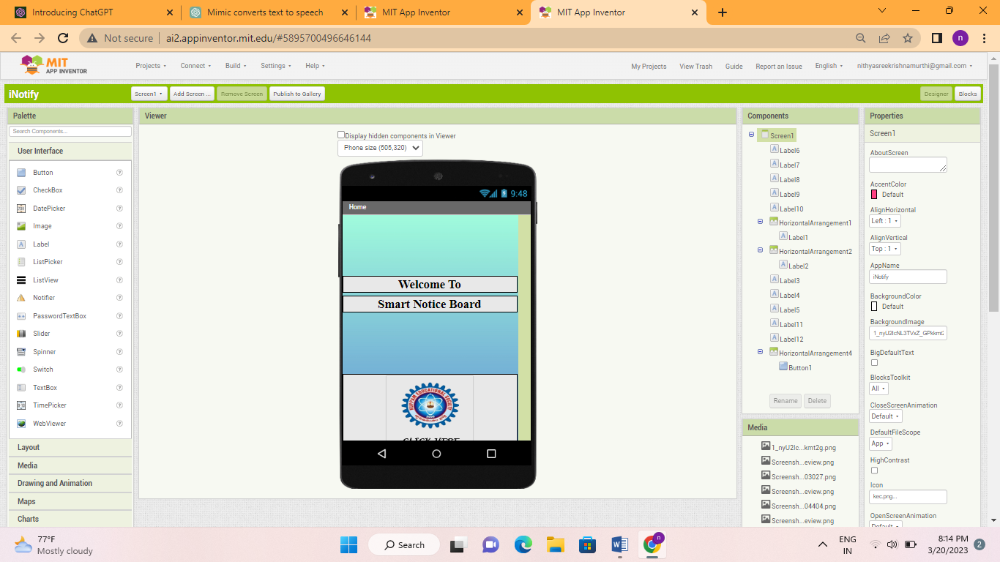 Introducing ChatGPT
Mimic converts text to speech
MIT App Inventor
MIT App Inventor
Not secure
ai2.appinventor.mit.edu/#5895700496646144
n
MIT
APP INVENTOR
Projects
Connect
Build
Settings
Help
My Projects
View Trash
Guide
Report an Issue
English
nithyasreekrishnamurthi@gmail.com
iNotify
Screen1
Add Screen ...
Remove Screen
Publish to Gallery
Designer
Blocks
Palette
Search Components...
User Interface
Button
CheckBox
DatePicker
Image
Label
ListPicker
ListView
Notifier
PasswordTextBox
Slider
Spinner
Switch
TextBox
TimePicker
WebViewer
Layout
Media
Drawing and Animation
Maps
Charts
Viewer
Display hidden components in Viewer
Phone size (505,320)
9:48
Home
Welcome To
Smart Notice Board
KUPPAM EDUCATIONAL SOCIETY
CLICK HERE
Components
Screen1
Label6
Label7
Label8
Label9
Label10
HorizontalArrangement1
Label1
HorizontalArrangement2
Label2
Label3
Label4
Label5
Label11
Label12
HorizontalArrangement4
Button1
Rename
Delete
Media
1_nyU2Ic...kmt2g.png
Screensh...eview.png
Screensh...03027.png
Screensh...eview.png
Screensh...04404.png
Screensh...eview.png
Properties
Screen1
AboutScreen
AccentColor
Default
AlignHorizontal
Left : 1
AlignVertical
Top : 1
AppName
iNotify
BackgroundColor
Default
BackgroundImage
1_nyU2IcNL3TVxZ_GPkkmt2
BigDefaultText
BlocksToolkit
All
CloseScreenAnimation
Default
DefaultFileScope
App
HighContrast
Icon
kec.png...
OpenScreenAnimation
Default
77°F
Mostly cloudy
Search
n
ENG
IN
8:14 PM
3/20/2023
2